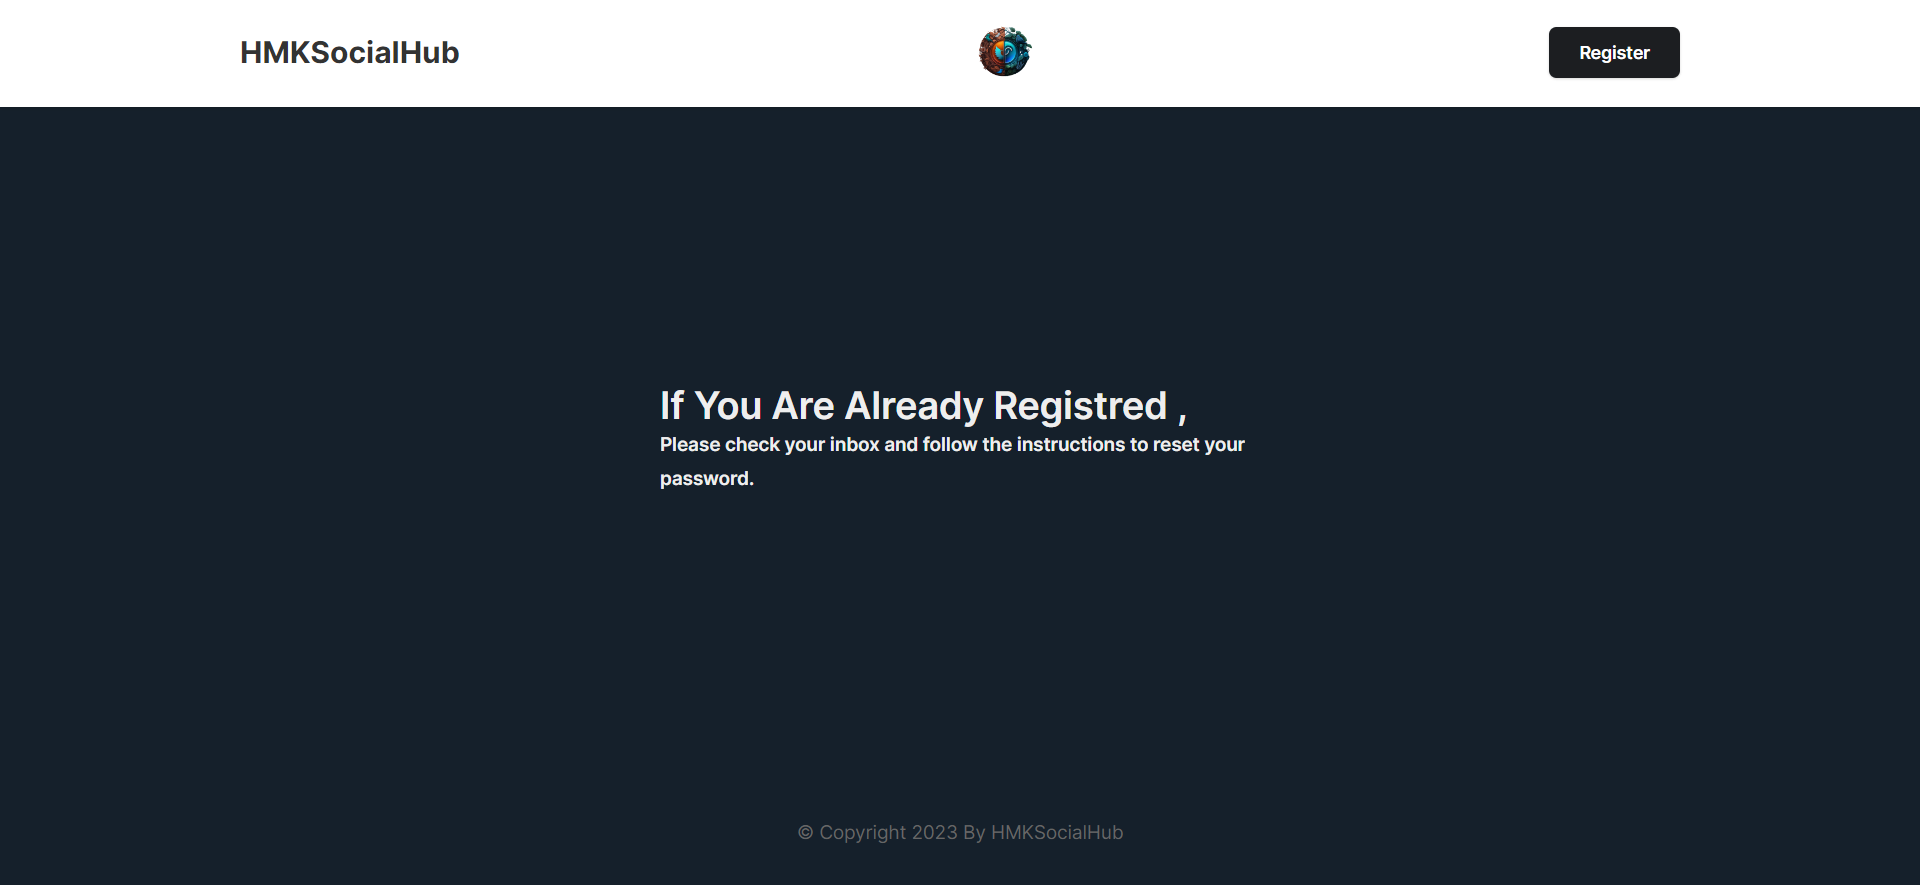 HMKSocialHub
Register
If You Are Already Registred ,
Please check your inbox and follow the instructions to reset your
password.
© Copyright 2023 By HMKSocialHub